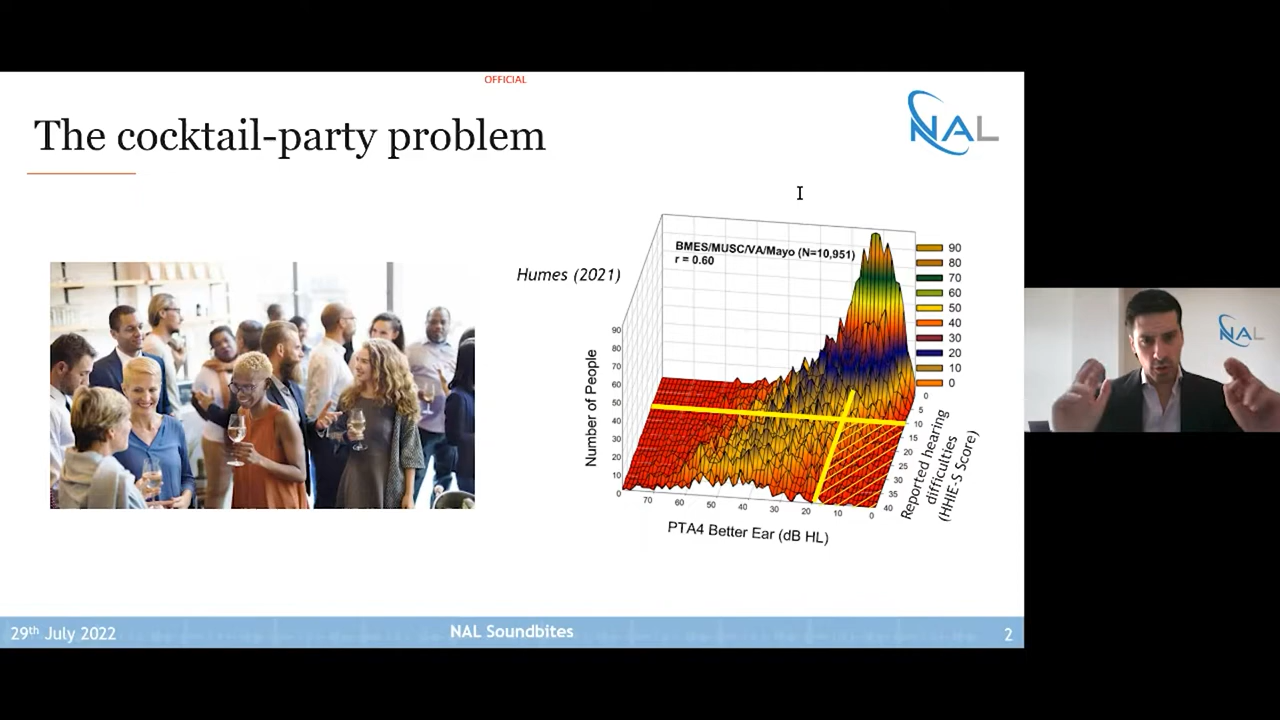 OFFICIAL
The cocktail-party problem
NAL
Humes (2021)
BMES/MUSC/VA/Mayo (N=10,951)
r = 0.60
90
80
70
60
50
40
30
20
10
0
Number of People
90
80
70
60
50
40
30
20
10
0
70
60
50
40
30
20
10
0
PTA4 Better Ear (dB HL)
0
5
10
15
20
25
30
35
40
Reported hearing
difficulties
(HHIE-S Score)
NAL
29th July 2022
NAL Soundbites
2